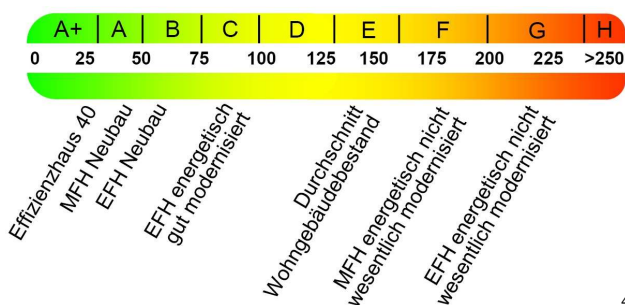 A+ A B C D E F G H
0 25 50 75 100 125 150 175 200 225 >250
Effizienzhaus 40
MFH Neubau
EFH Neubau
EFH energetisch
gut modernisiert
Durchschnitt
Wohngebäudebestand
MFH energetisch nicht
wesentlich modernisiert
EFH energetisch nicht
wesentlich modernisiert